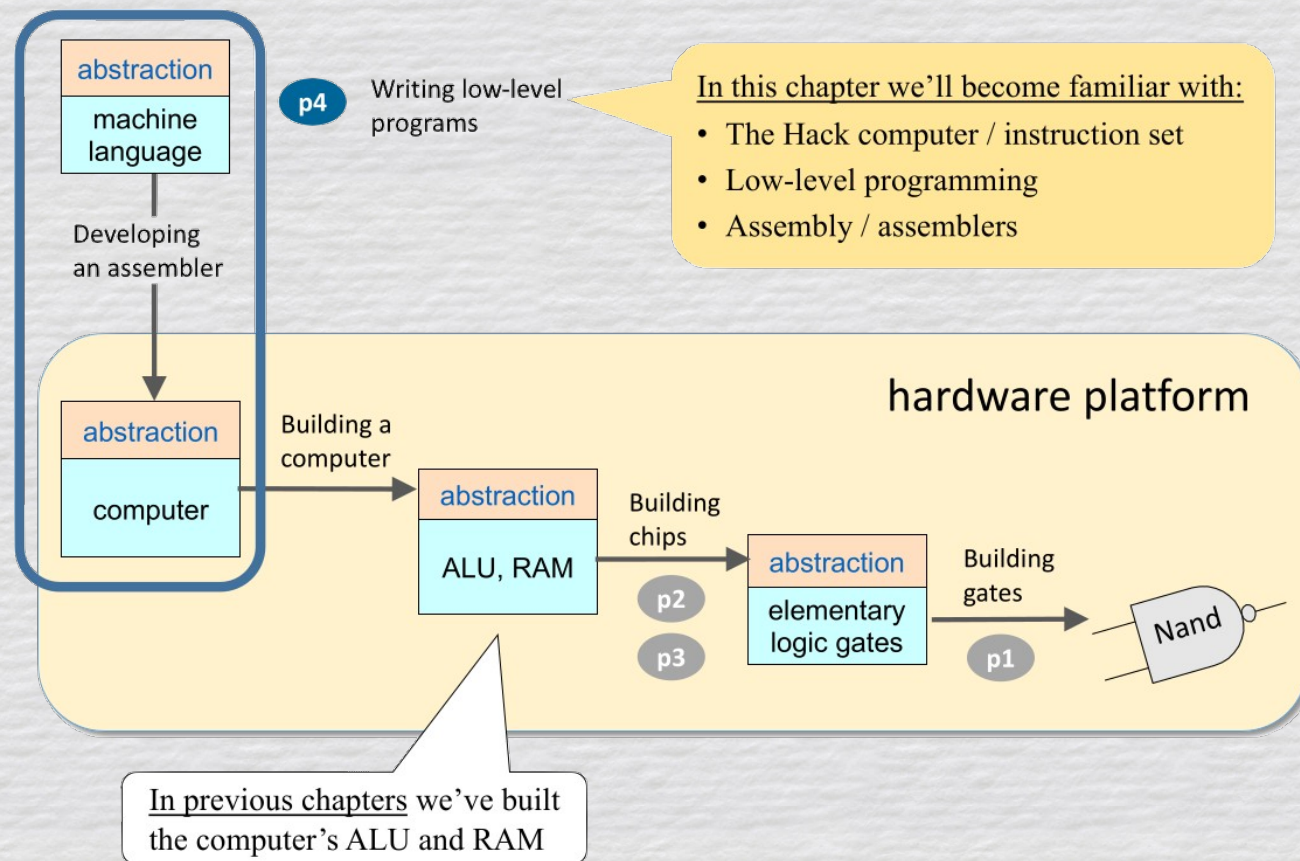 abstraction
machine
language
p4
Writing low-level
programs
In this chapter we'll become familiar with:
• The Hack computer / instruction set
• Low-level programming
• Assembly / assemblers
Developing
an assembler
hardware platform
abstraction
computer
Building a
computer
abstraction
ALU, RAM
Building
chips
p2
p3
abstraction
elementary
logic gates
Building
gates
p1
Nand
In previous chapters we've built
the computer's ALU and RAM